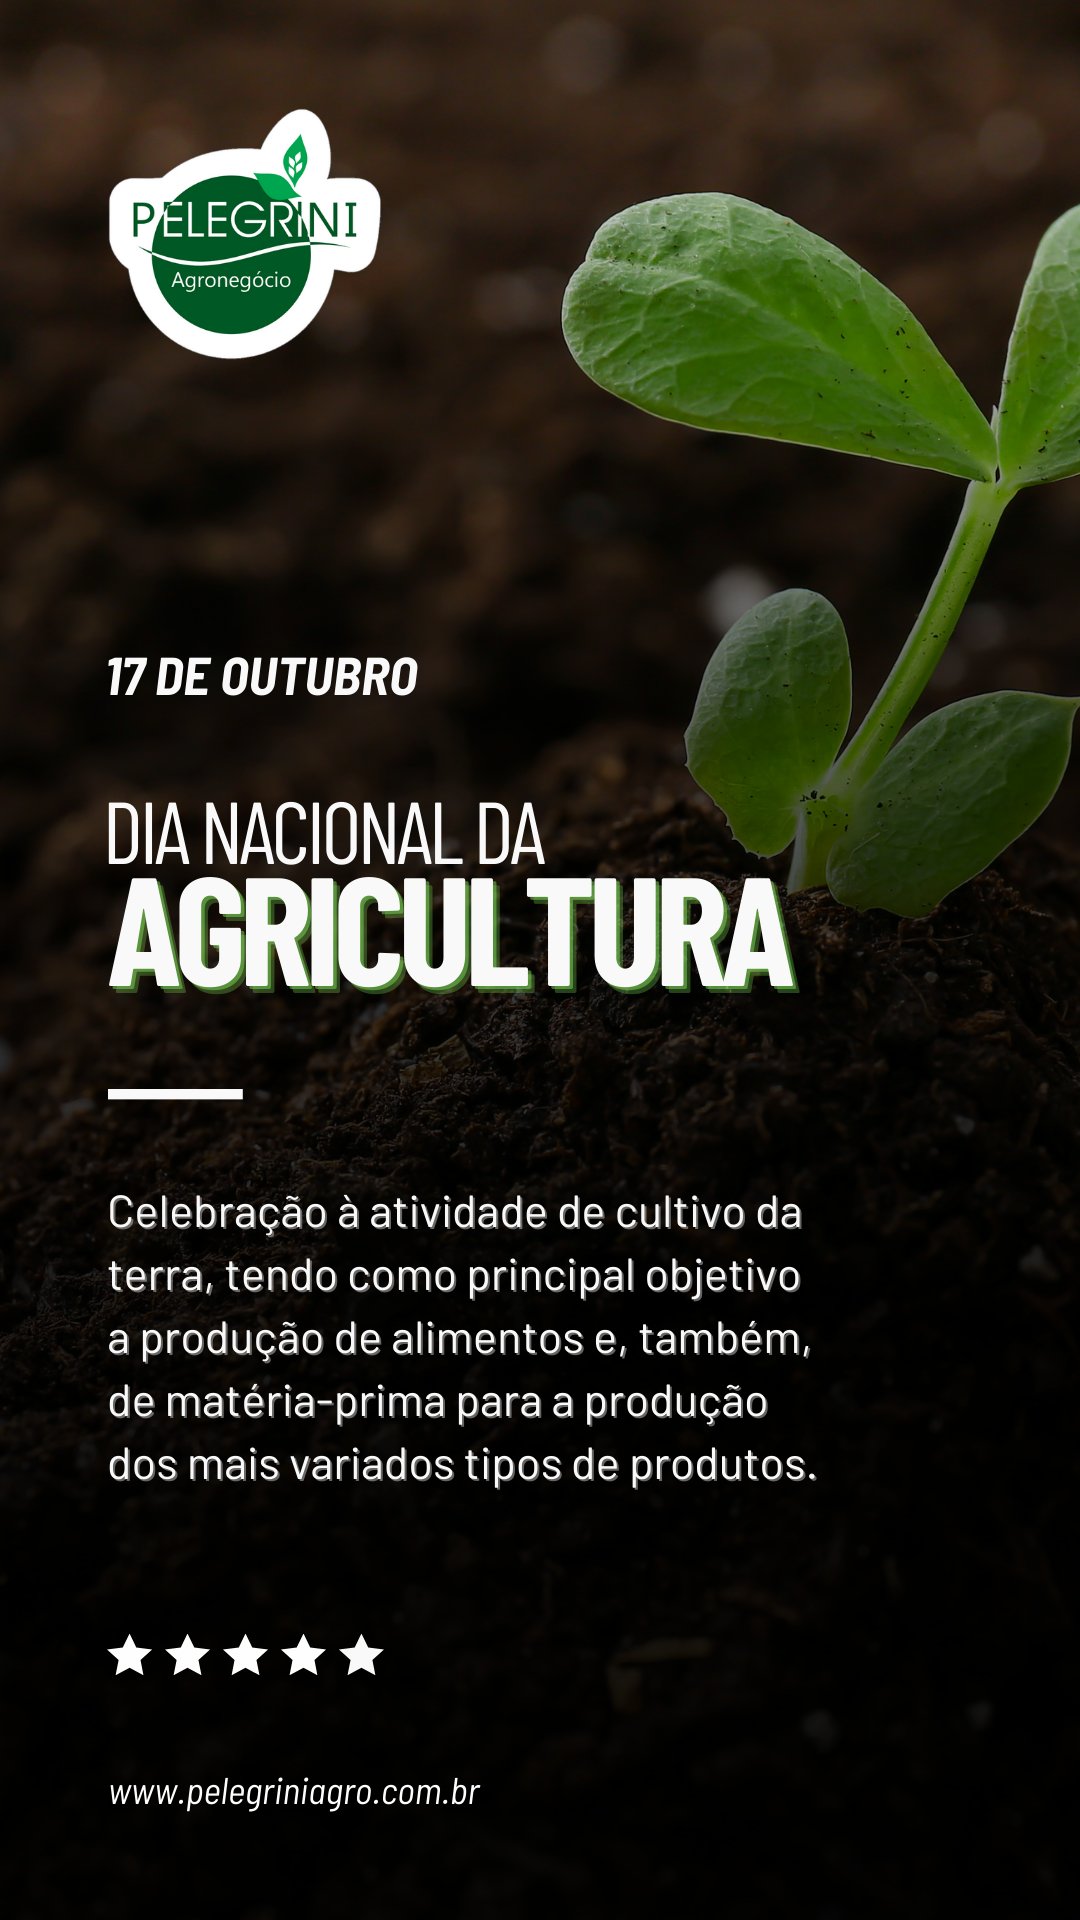 PELEGRINI
Agronegócio
17 DE OUTUBRO
DIA NACIONAL DA
AGRICULTURA
Celebração à atividade de cultivo da
terra, tendo como principal objetivo
a produção de alimentos e, também,
de matéria-prima para a produção
dos mais variados tipos de produtos.
www.pelegriniagro.com.br